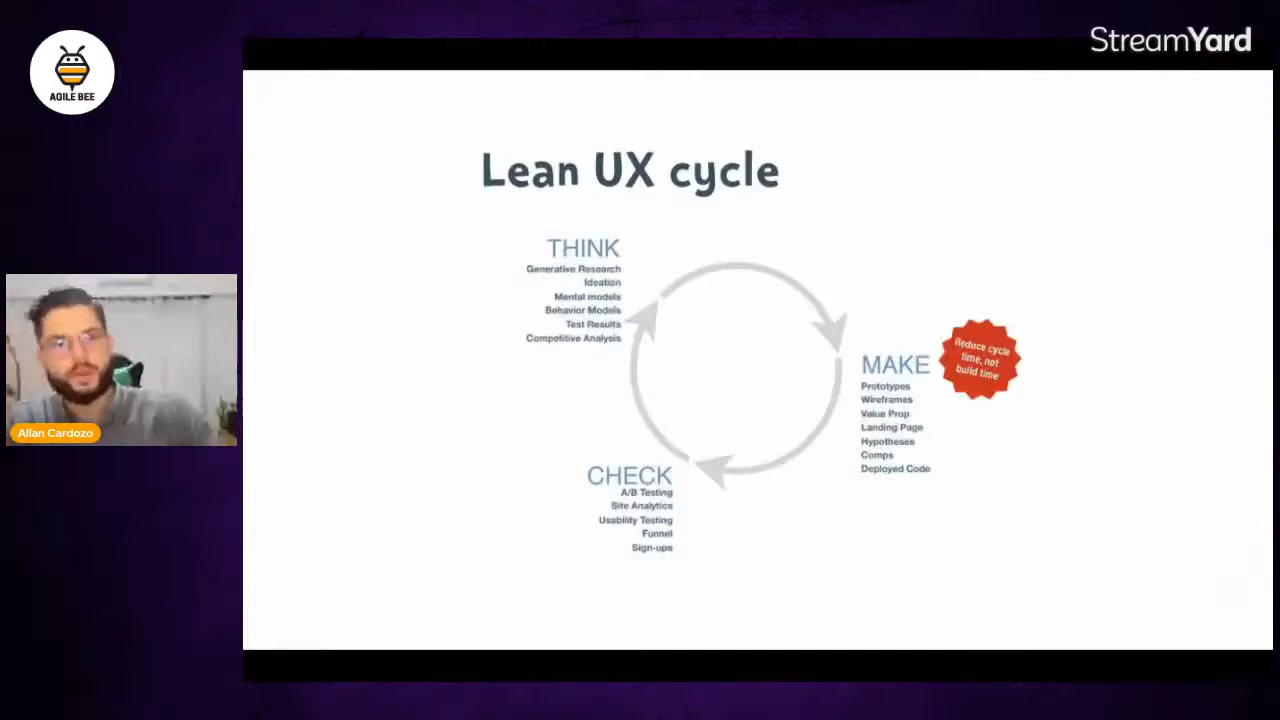 AGILE BEE
StreamYard
Lean UX cycle
THINK
Generative Research
Ideation
Mental models
Behavior Models
Test Results
Competitive Analysis
MAKE
Prototypes
Wireframes
Value Prop
Landing Page
Hypotheses
Comps
Deployed Code
Reduce cycle
time, not
build time
CHECK
A/B Testing
Site Analytics
Usability Testing
Funnel
Sign-ups
Allan Cardozo